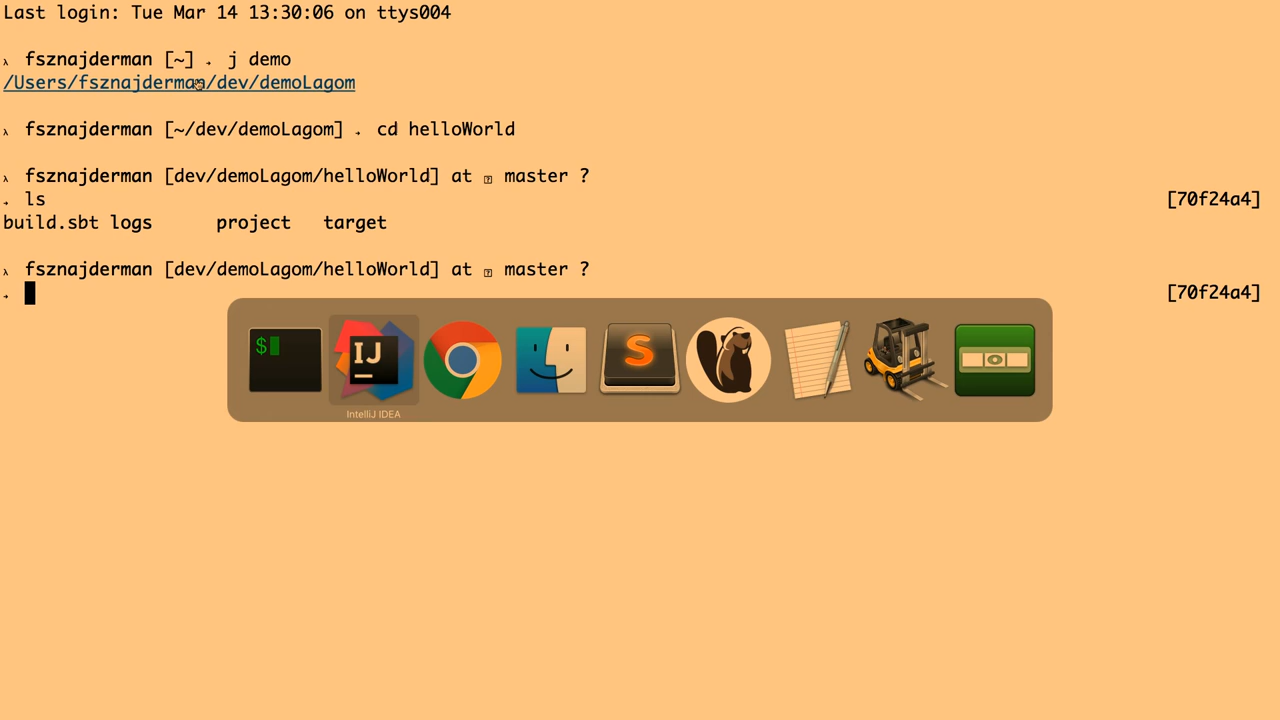 Last login: Tue Mar 14 13:30:06 on ttys004
λ fsznajderman [~] → j demo
/Users/fsznajderman/dev/demoLagom
λ fsznajderman [~/dev/demoLagom] → cd helloWorld
λ fsznajderman [dev/demoLagom/helloWorld] at master ?
→ ls [70f24a4]
build.sbt logs project target
λ fsznajderman [dev/demoLagom/helloWorld] at master ?
→ [70f24a4]
$ IJ S
IntelliJ IDEA